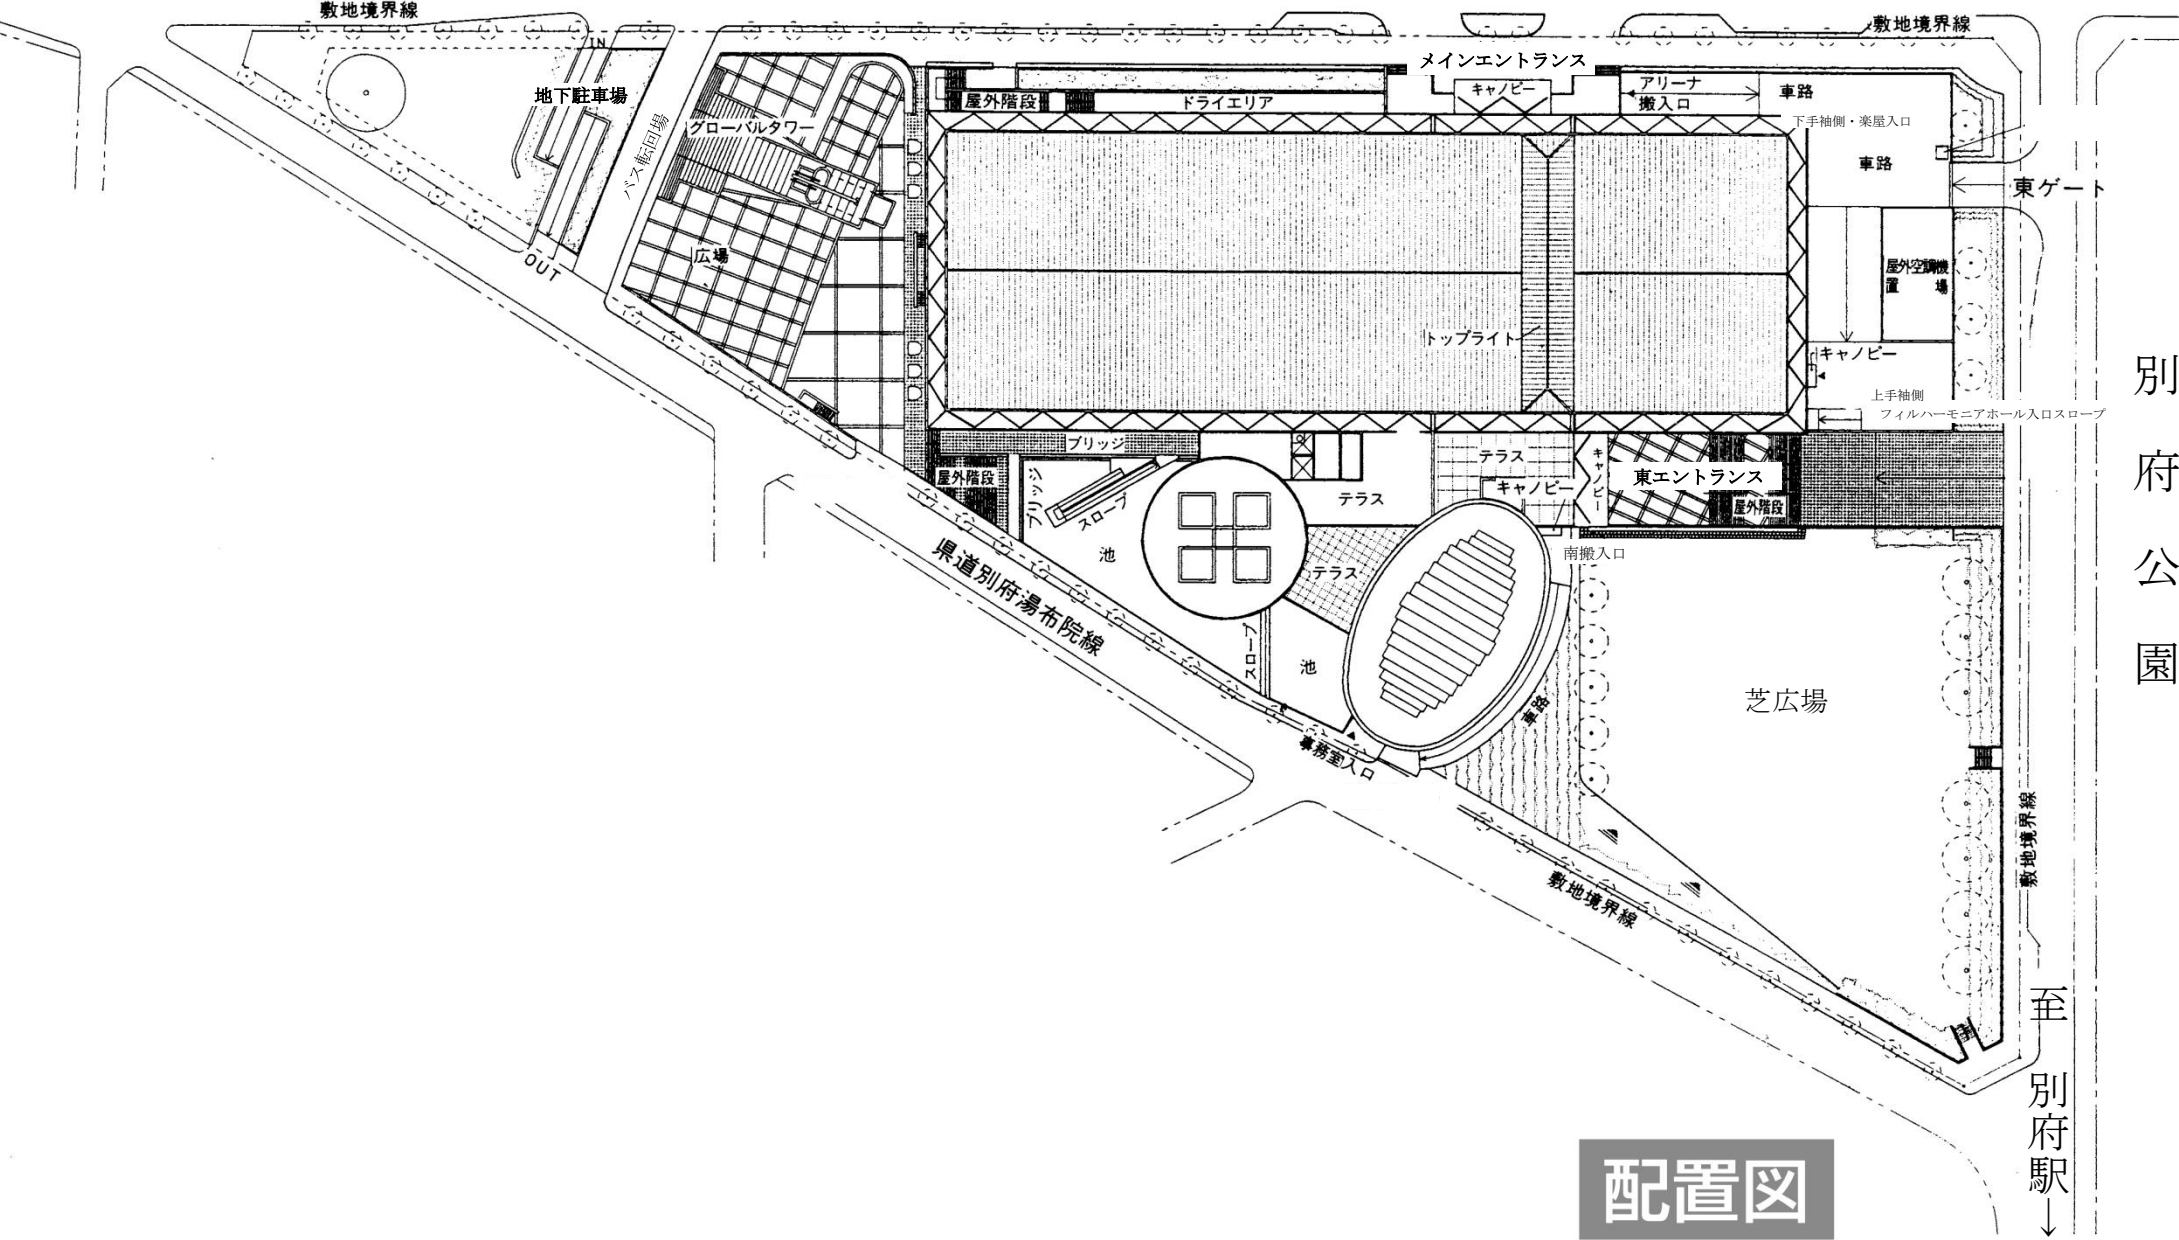 敷地境界線
敷地境界線
IN
メインエントランス
地下駐車場
キャノピー
アリーナ
搬入口
車路
屋外階段
ドライエリア
グローバルタワー
バス転回場
下手袖側・楽屋入口
車路
東ゲート
広場
OUT
屋外空調機
置場
トップライト
キャノピー
上手袖側
フィルハーモニアホール入口スロープ
別府公園
ブリッジ
テラス
キャノピー
東エントランス
屋外階段
ブリッジ
スロープ
キャノピー
テラス
屋外階段
池
南搬入口
テラス
県道別府湯布院線
スロープ
池
車路
芝広場
事務室入口
敷地境界線
敷地境界線
至 別府駅→
配置図